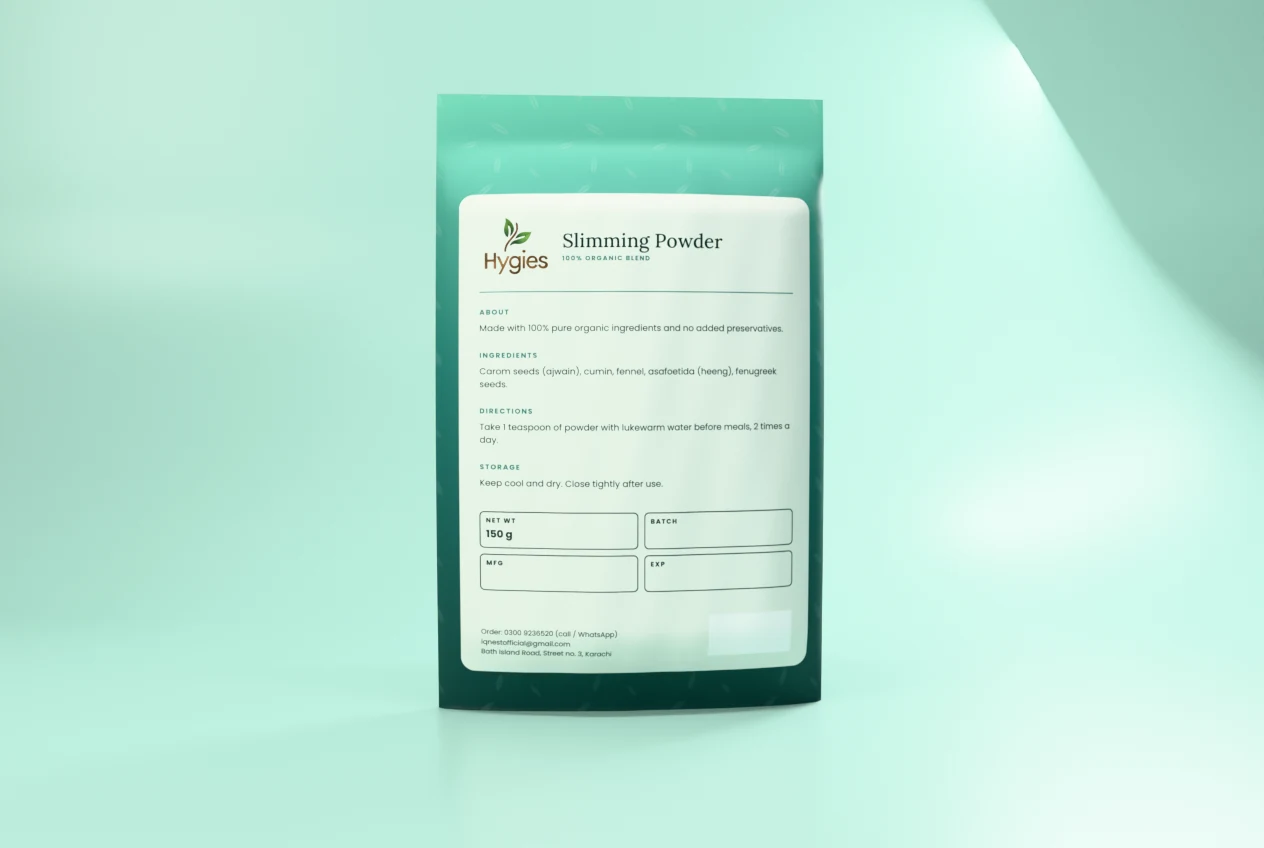 Hygies
Slimming Powder
100% ORGANIC BLEND
ABOUT
Made with 100% pure organic ingredients and no added preservatives.
INGREDIENTS
Carom seeds (ajwain), cumin, fennel, asafoetida (heeng), fenugreek
seeds.
DIRECTIONS
Take 1 teaspoon of powder with lukewarm water before meals, 2 times a
day.
STORAGE
Keep cool and dry. Close tightly after use.
NET WT
150 g
BATCH
MFG
EXP
Order: 0300 9236520 (call / WhatsApp)
iqnestofficial@gmail.com
Bath Island Road, Street no. 3, Karachi